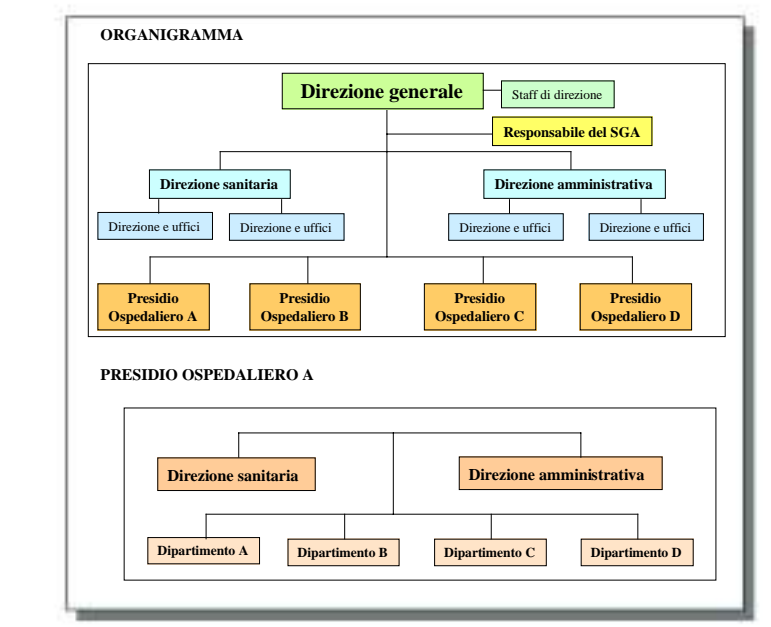 ORGANIGRAMMA
Direzione generale
Staff di direzione
Responsabile del SGA
Direzione sanitaria
Direzione amministrativa
Direzione e uffici
Direzione e uffici
Direzione e uffici
Direzione e uffici
Presidio
Ospedaliero A
Presidio
Ospedaliero B
Presidio
Ospedaliero C
Presidio
Ospedaliero D
PRESIDIO OSPEDALIERO A
Direzione sanitaria
Direzione amministrativa
Dipartimento A
Dipartimento B
Dipartimento C
Dipartimento D